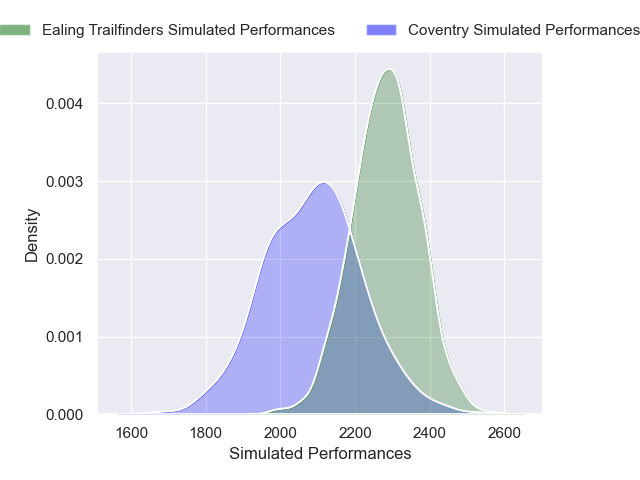 Ealing Trailfinders Simulated Performances
Coventry Simulated Performances
0.004
0.003
0.002
0.001
0.000
Density
1600 1800 2000 2200 2400 2600
Simulated Performances